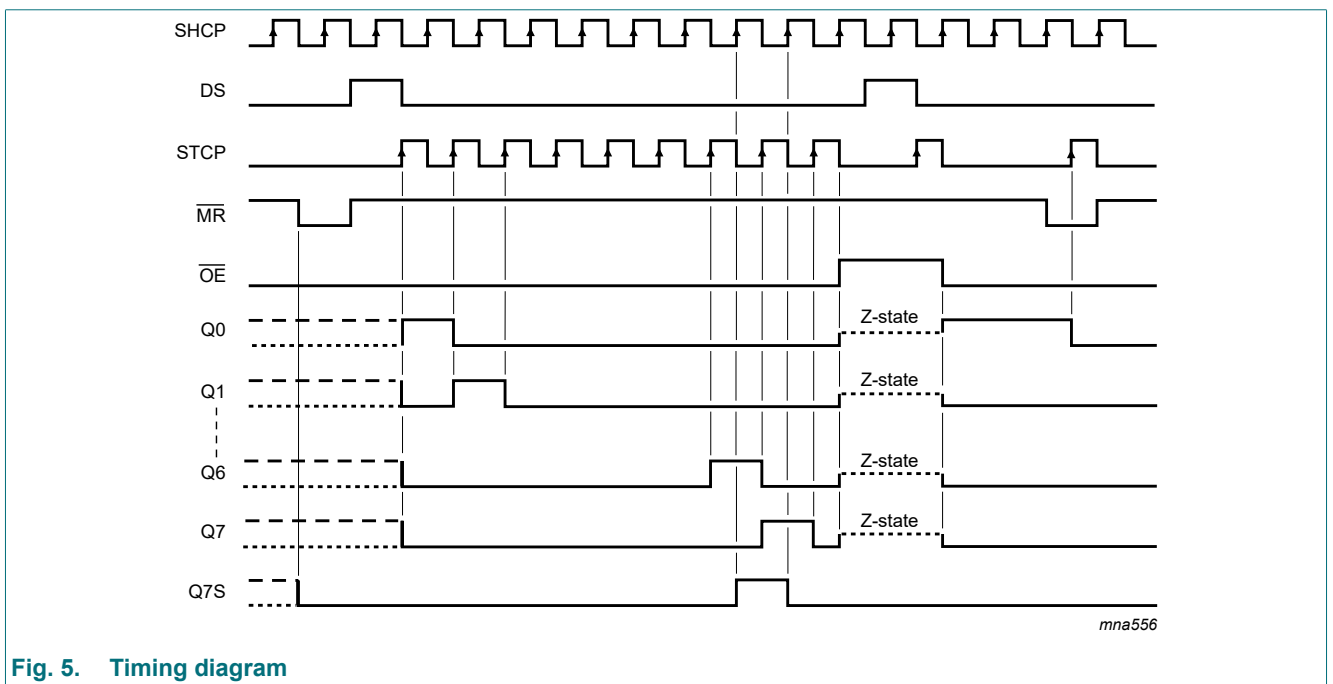 SHCP
DS
STCP
MR
OE
Q0
Z-state
Q1
Z-state
Q6
Z-state
Q7
Z-state
Q7S
mna556
Fig. 5. Timing diagram